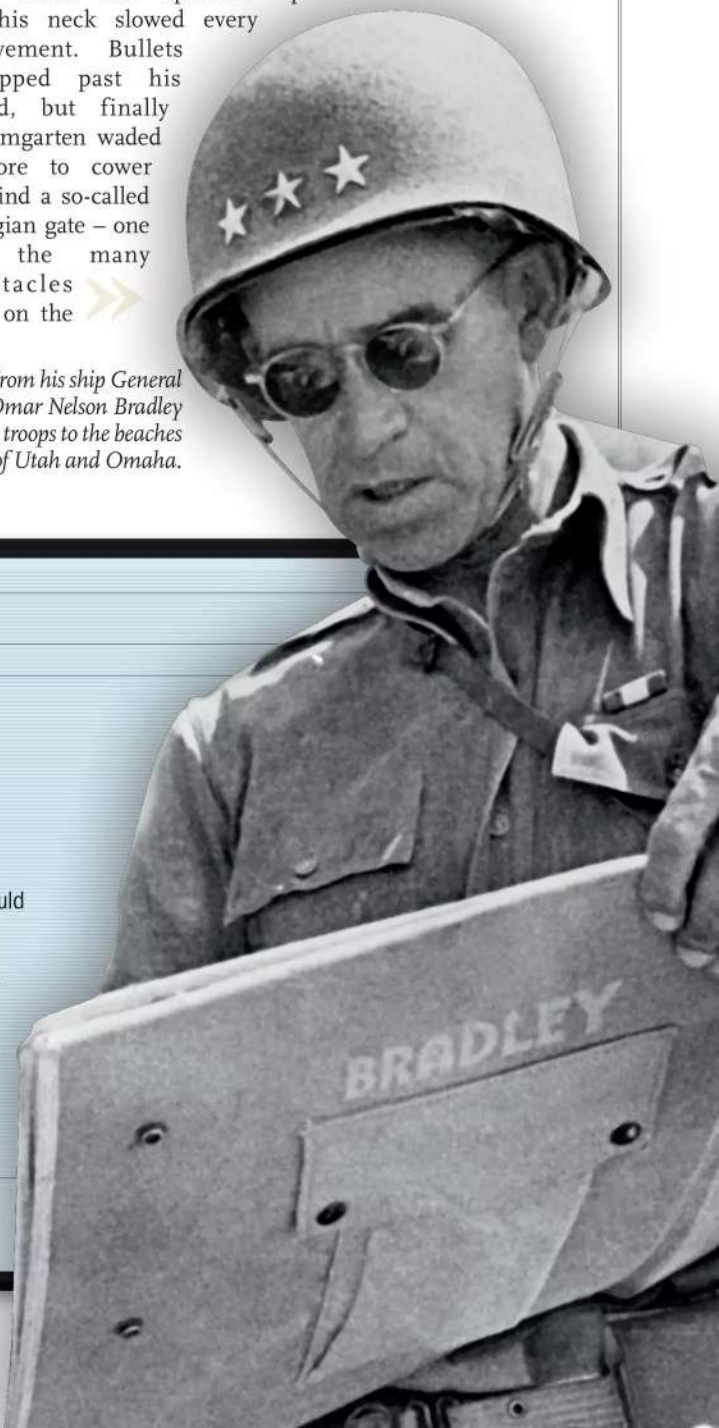 his neck slowed every
vement. Bullets
pped past his
d, but finally
mgarten waded
ore to cower
ind a so-called
gian gate – one
the many
tacles
on the
from his ship General
Omar Nelson Bradley
troops to the beaches
of Utah and Omaha.
uld
BRADLEY